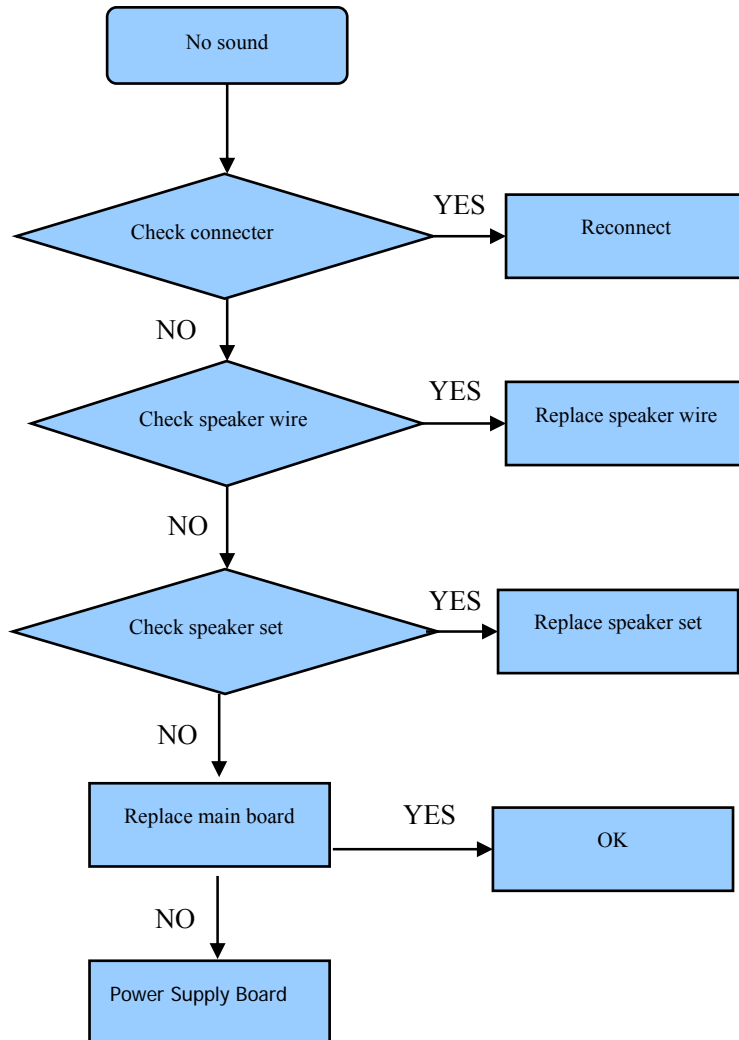 No sound
Check connecter
YES
Reconnect
NO
Check speaker wire
YES
Replace speaker wire
NO
Check speaker set
YES
Replace speaker set
NO
Replace main board
YES
OK
NO
Power Supply Board